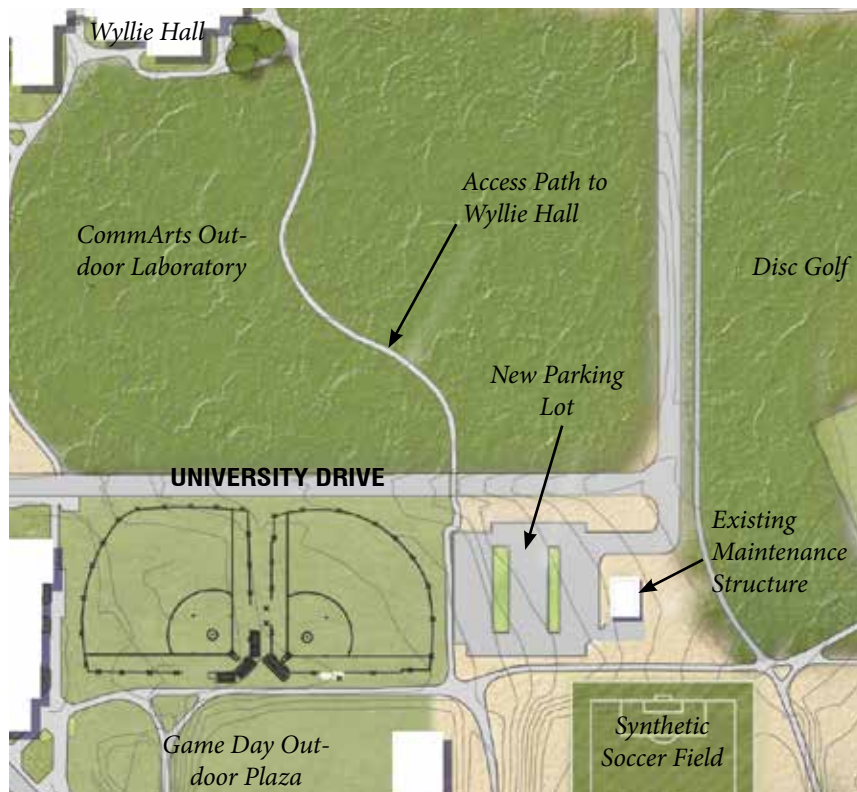 Wyllie Hall
Access Path to
Wyllie Hall
CommArts Out-
door Laboratory
Disc Golf
New Parking
Lot
UNIVERSITY DRIVE
Existing
Maintenance
Structure
Game Day Out-
door Plaza
Synthetic
Soccer Field